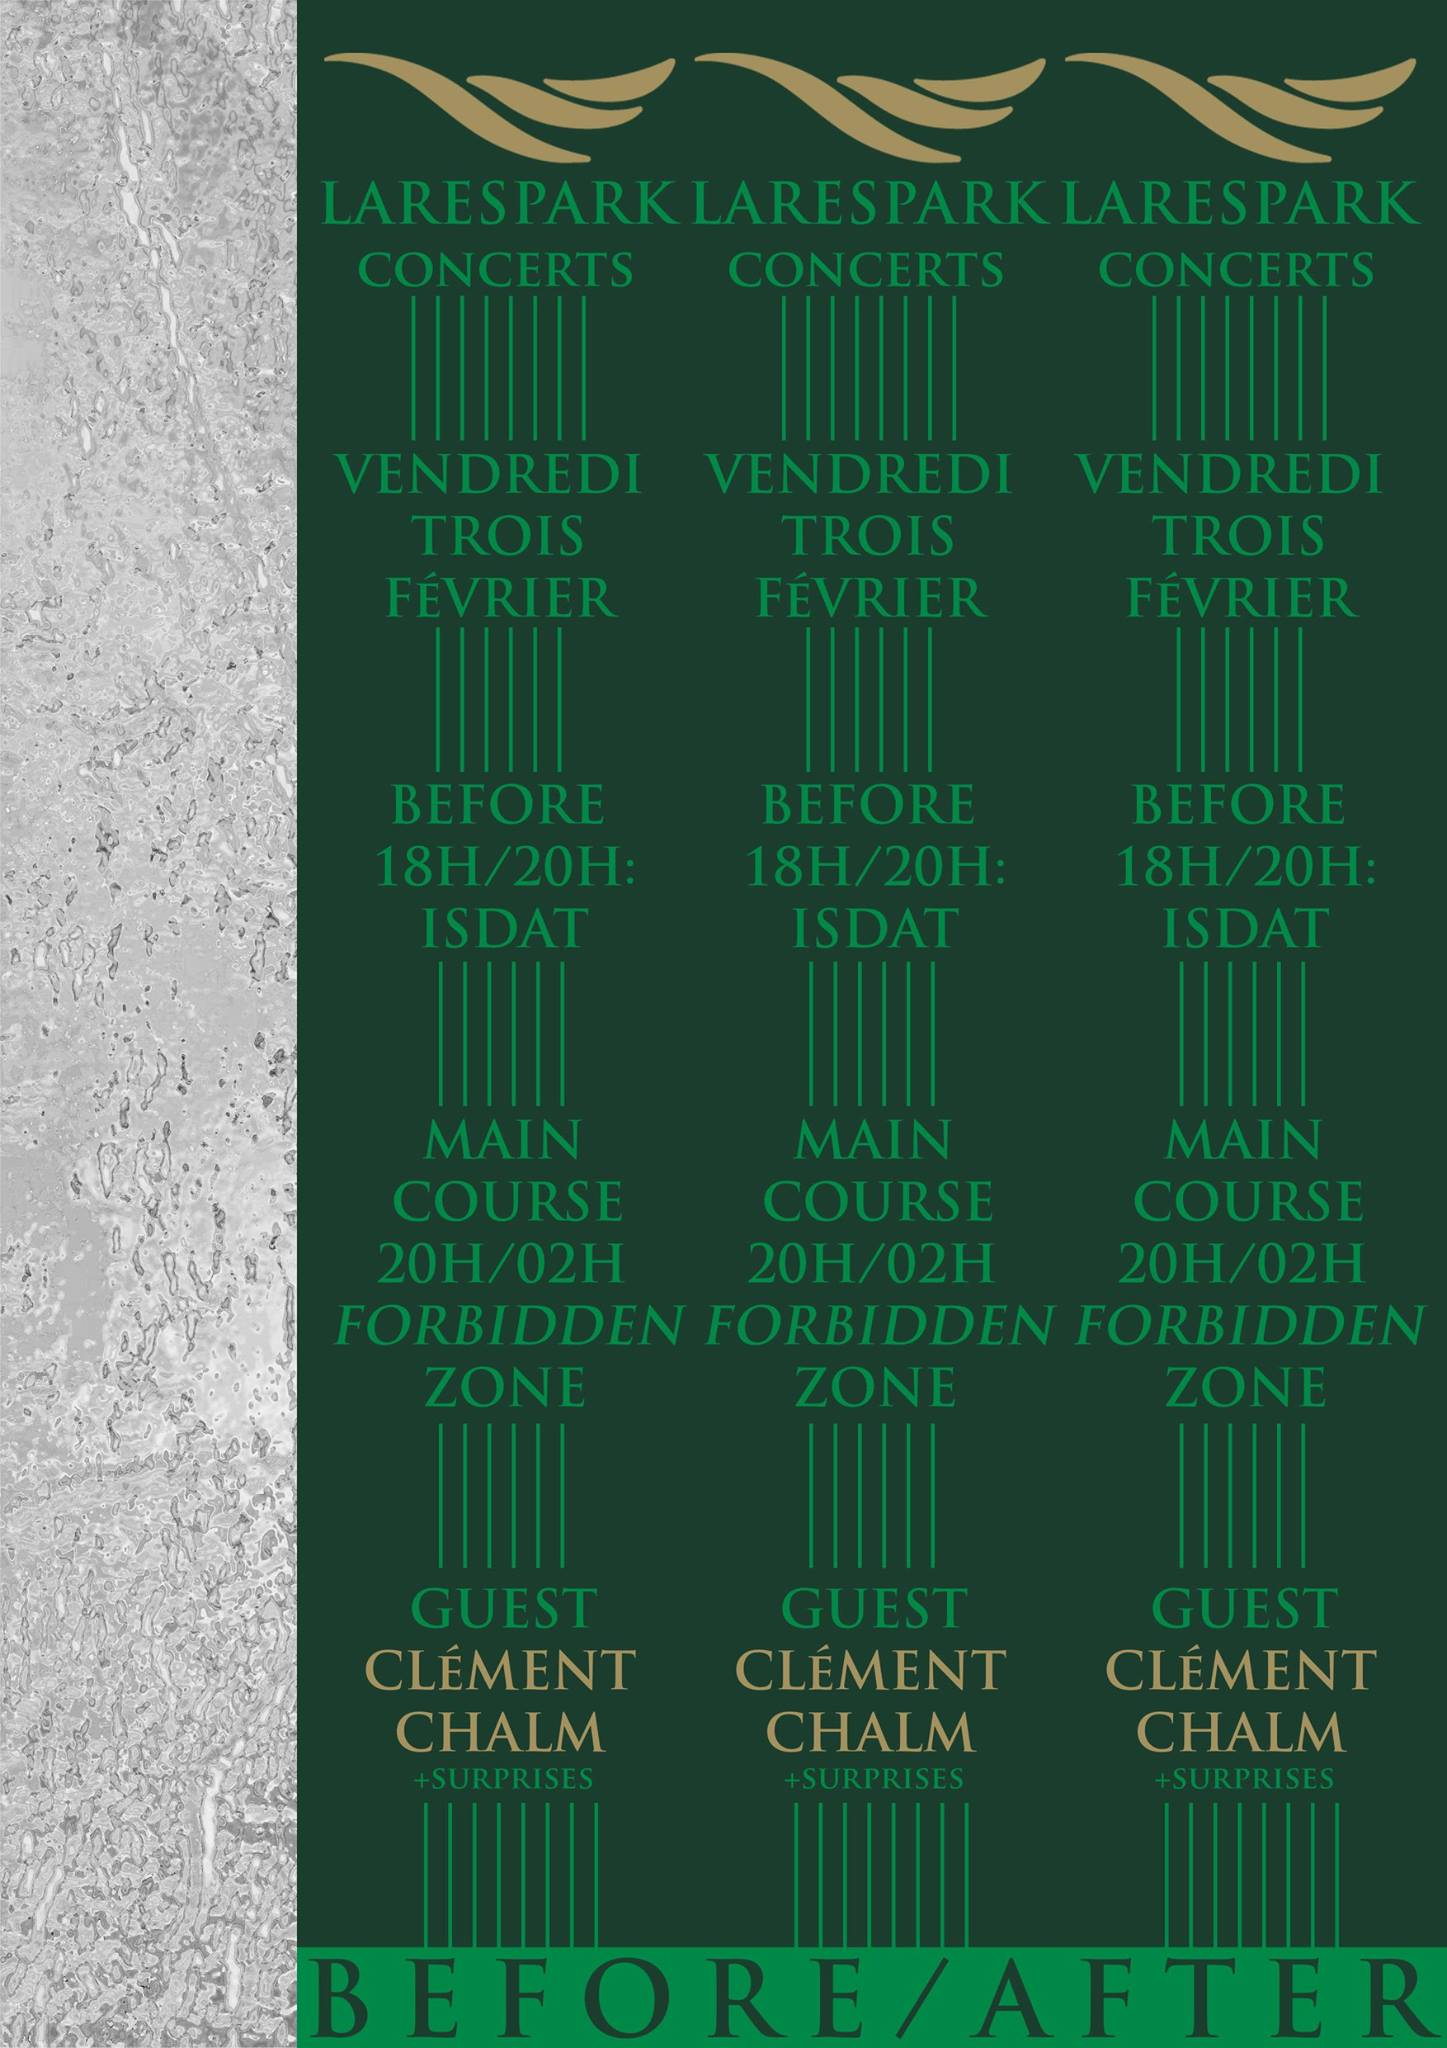 LARESPARK LARESPARK LARESPARK
CONCERTS CONCERTS CONCERTS
VENDREDI VENDREDI VENDREDI
TROIS TROIS TROIS
FéVRIER FéVRIER FéVRIER
BEFORE BEFORE BEFORE
18H/20H: 18H/20H: 18H/20H:
ISDAT ISDAT ISDAT
MAIN MAIN MAIN
COURSE COURSE COURSE
20H/02H 20H/02H 20H/02H
FORBIDDEN FORBIDDEN FORBIDDEN
ZONE ZONE ZONE
GUEST GUEST GUEST
CLéMENT CLéMENT CLéMENT
CHALM CHALM CHALM
+SURPRISES +SURPRISES +SURPRISES
BEFORE/AFTER